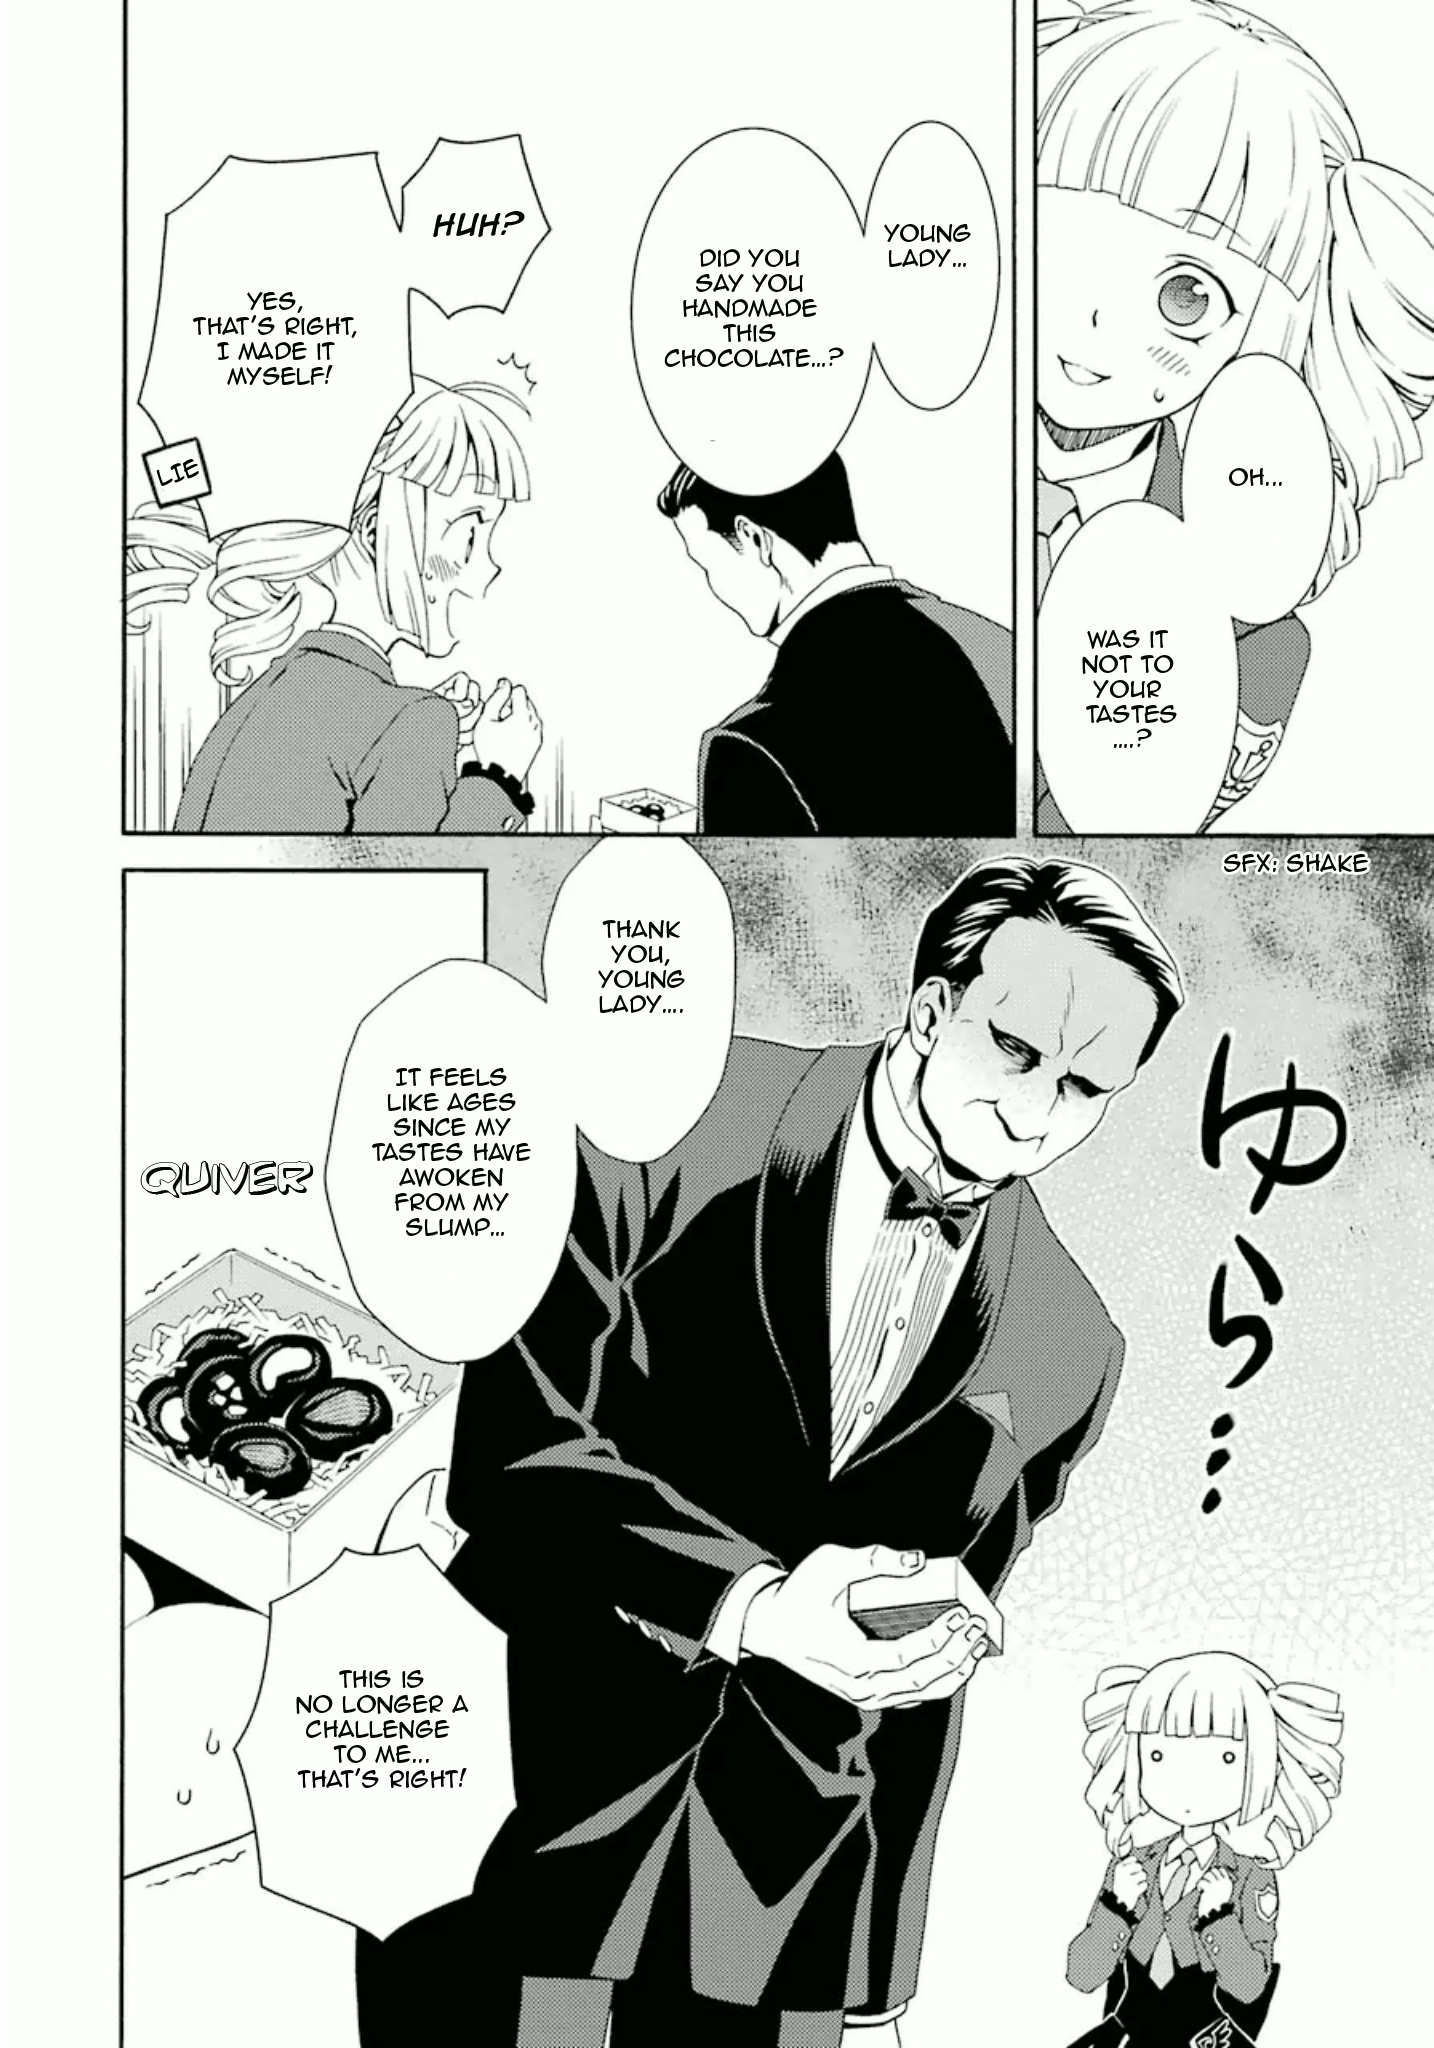 OH...
WAS IT
NOT TO
YOUR
TASTES
....?
YOUNG
LADY...
DID YOU
SAY YOU
HANDMADE
THIS
CHOCOLATE...?
HUH?
YES,
THAT'S RIGHT,
I MADE IT
MYSELF!
LIE
SFX: SHAKE
ゆら…
THANK
YOU,
YOUNG
LADY....
IT FEELS
LIKE AGES
SINCE MY
TASTES HAVE
AWOKEN
FROM MY
SLUMP...
QUIVER
THIS IS
NO LONGER A
CHALLENGE
TO ME...
THAT'S RIGHT!